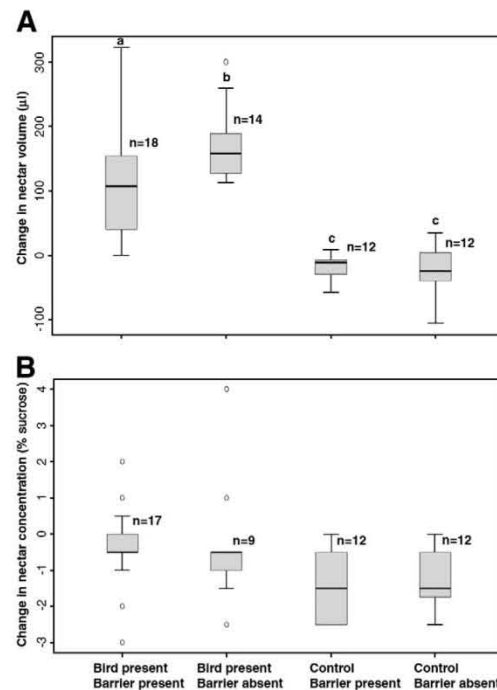 A
Change in nectar volume (µl)
300
200
100
0
-100
a
n=18
b
n=14
c
n=12
c
n=12
B
Change in nectar concentration (% sucrose)
4
3
2
1
0
-1
-2
-3
n=17
n=9
n=12
n=12
Bird present Bird present Control Control
Barrier present Barrier absent Barrier present Barrier absent